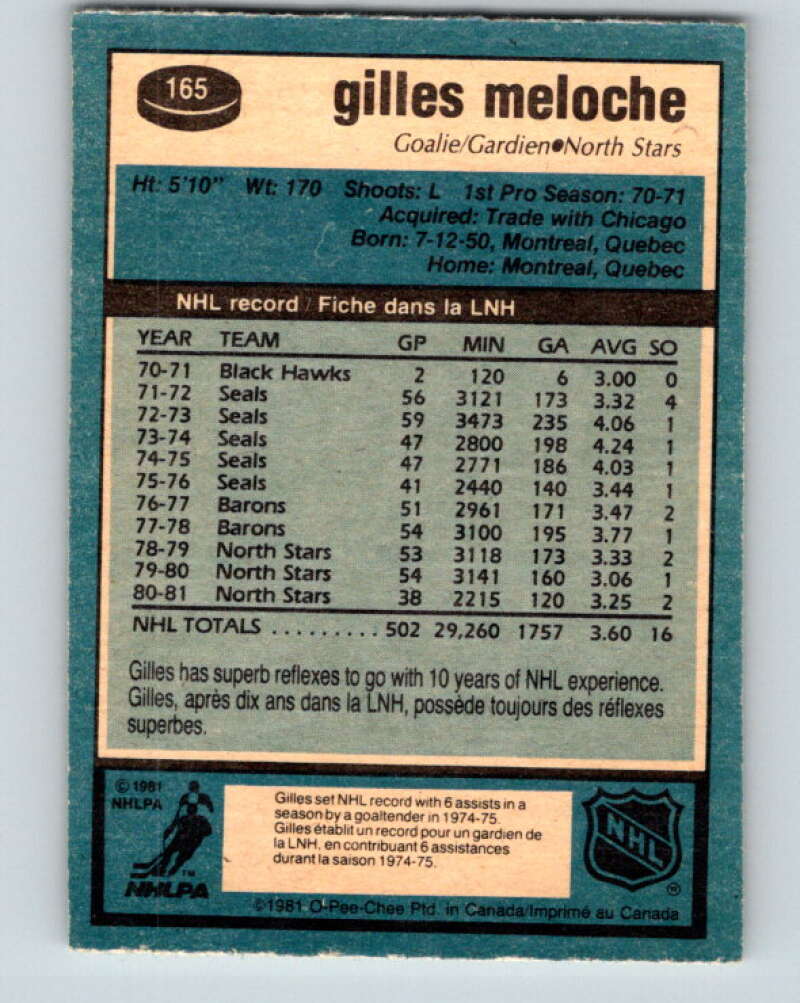 165
gilles meloche
Goalie/Gardien●North Stars
Ht: 5'10" Wt: 170 Shoots: L 1st Pro Season: 70-71
Acquired: Trade with Chicago
Born: 7-12-50, Montreal, Quebec
Home: Montreal, Quebec
NHL record / Fiche dans la LNH
YEAR TEAM GP MIN GA AVG SO
70-71 Black Hawks 2 120 6 3.00 0
71-72 Seals 56 3121 173 3.32 4
72-73 Seals 59 3473 235 4.06 1
73-74 Seals 47 2800 198 4.24 1
74-75 Seals 47 2771 186 4.03 1
75-76 Seals 41 2440 140 3.44 1
76-77 Barons 51 2961 171 3.47 2
77-78 Barons 54 3100 195 3.77 1
78-79 North Stars 53 3118 173 3.33 2
79-80 North Stars 54 3141 160 3.06 1
80-81 North Stars 38 2215 120 3.25 2
NHL TOTALS ......... 502 29,260 1757 3.60 16
Gilles has superb reflexes to go with 10 years of NHL experience.
Gilles, après dix ans dans la LNH, possède toujours des réflexes
superbes.
© 1981
NHLPA
TM
NHLPA
Gilles set NHL record with 6 assists in a
season by a goaltender in 1974-75.
Gilles établit un record pour un gardien de
la LNH, en contribuant 6 assistances
durant la saison 1974-75.
NHL
©1981 O-Pee-Chee Ptd. in Canada/Imprimé au Canada